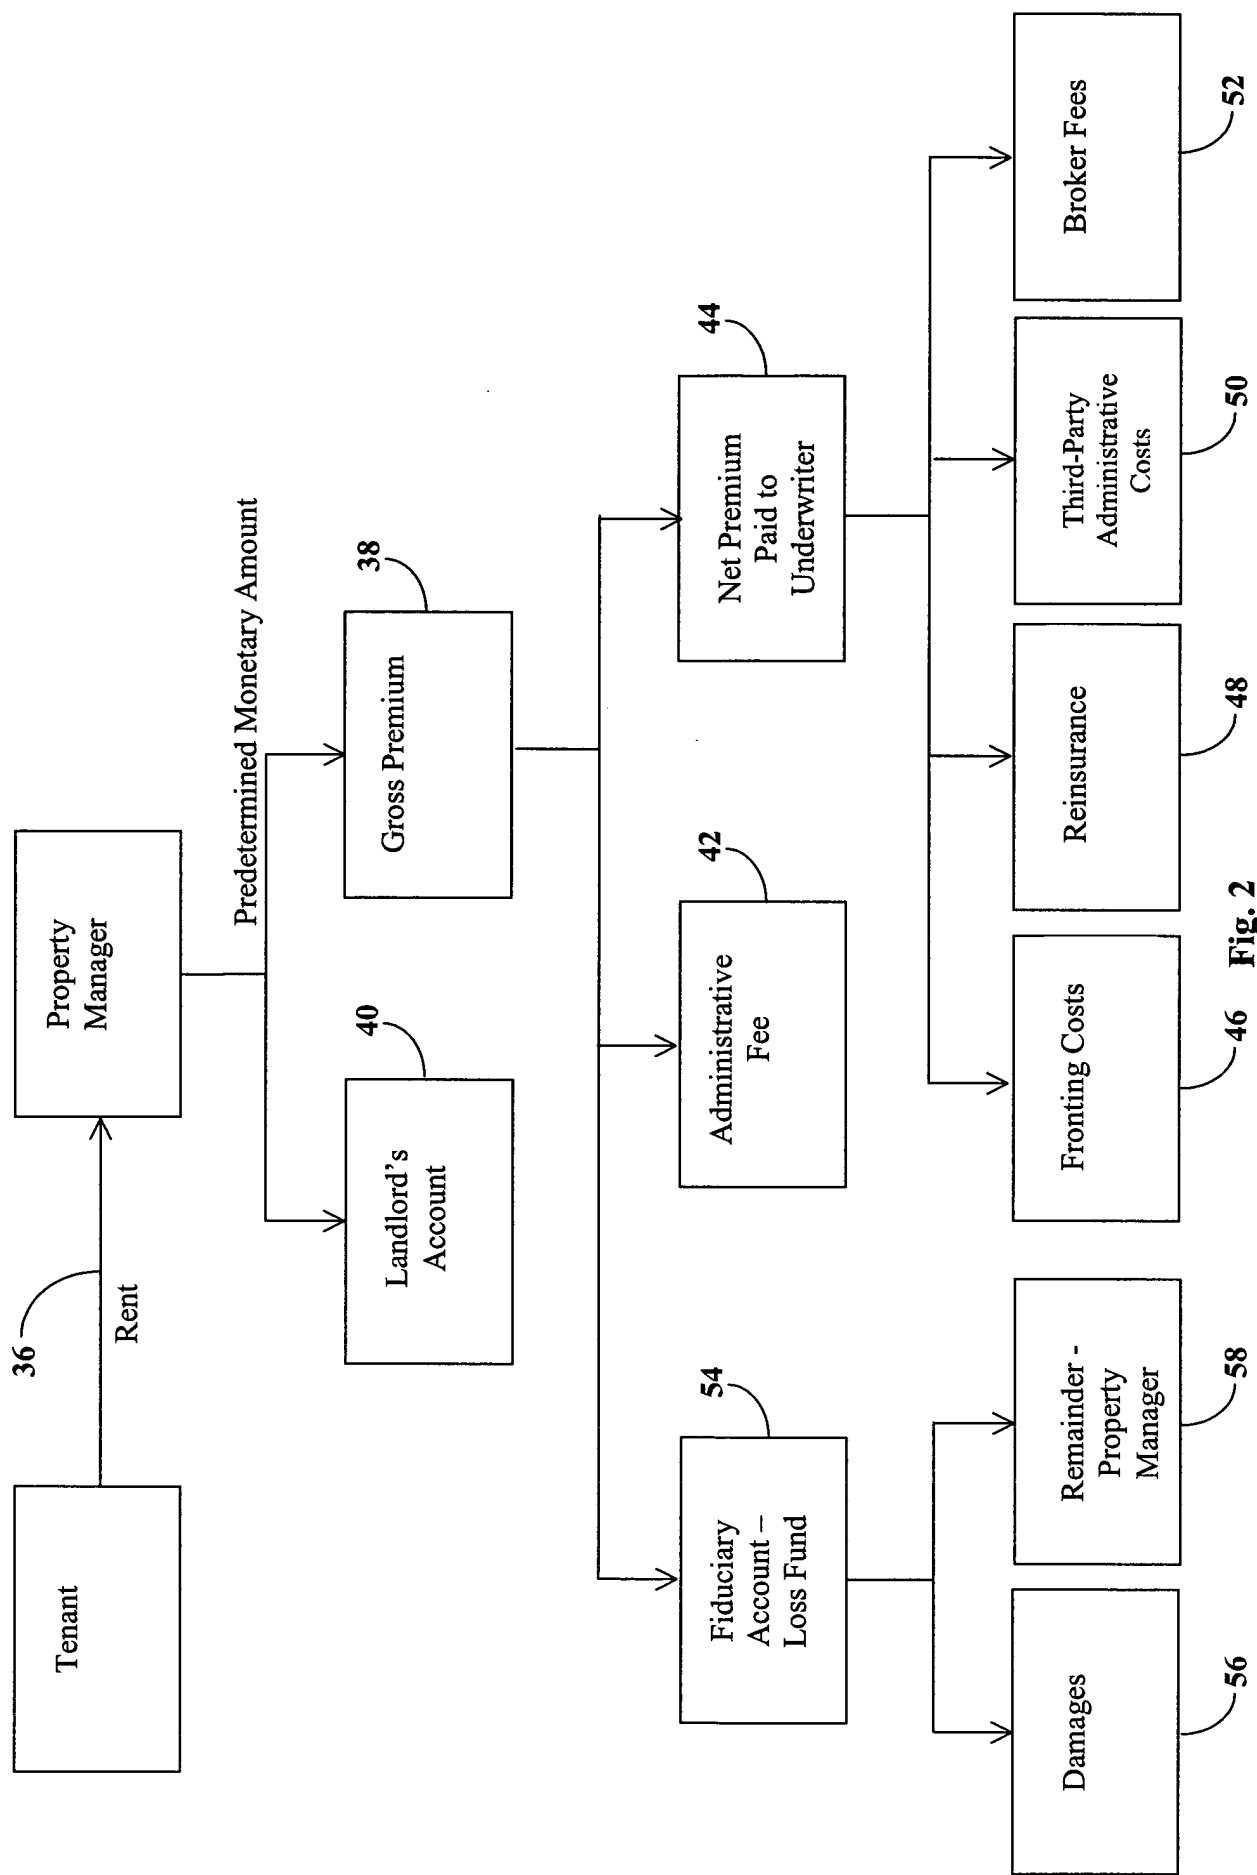 Tenant
36
Rent
Property
Manager
Predetermined Monetary Amount
40
Landlord's
Account
38
Gross Premium
54
Fiduciary
Account –
Loss Fund
42
Administrative
Fee
44
Net Premium
Paid to
Underwriter
Damages
56
Remainder -
Property
Manager
58
Fronting Costs
46
Reinsurance
48
Third-Party
Administrative
Costs
50
Broker Fees
52
Fig. 2